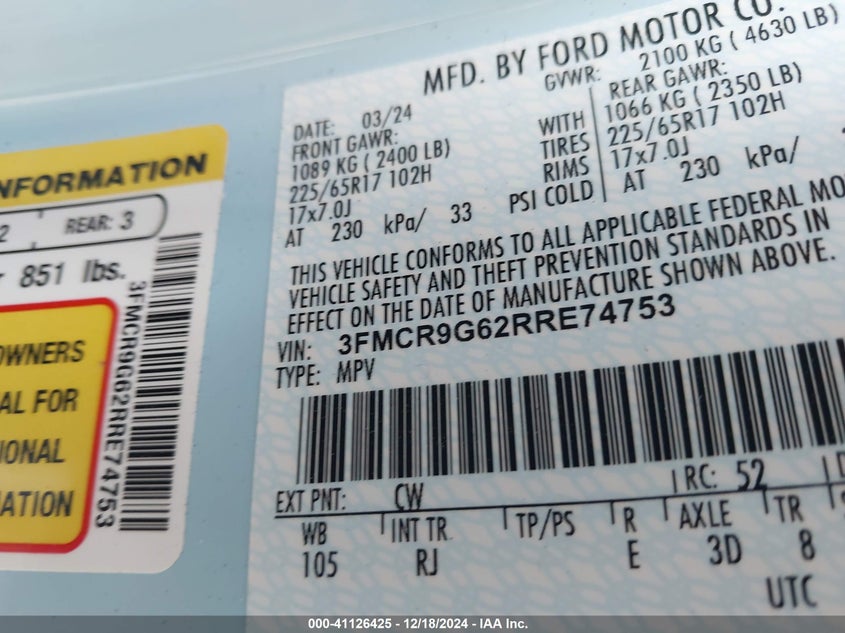 NFORMATION
2 REAR: 3
851 lbs.
3FMCR9G62RRE74753
OWNERS
AL FOR
IONAL
ATION
MFD. BY FORD MOTOR CO.
DATE: 03/24
GVWR: 2100 KG ( 4630 LB)
FRONT GAWR:
REAR GAWR:
1089 KG ( 2400 LB)
WITH
1066 KG ( 2350 LB)
225/65R17 102H
TIRES
225/65R17 102H
17x7.0J
RIMS
17x7.0J
AT 230 kPa/ 33 PSI COLD
AT 230 kPa/
THIS VEHICLE CONFORMS TO ALL APPLICABLE FEDERAL MO
VEHICLE SAFETY AND THEFT PREVENTION STANDARDS IN
EFFECT ON THE DATE OF MANUFACTURE SHOWN ABOVE.
VIN: 3FMCR9G62RRE74753
TYPE: MPV
EXT PNT: CW RC: 52
WB INT TR TP/PS R AXLE TR
105 RJ E 3D 8
UTC
000-41126425 - 12/18/2024 - IAA Inc.